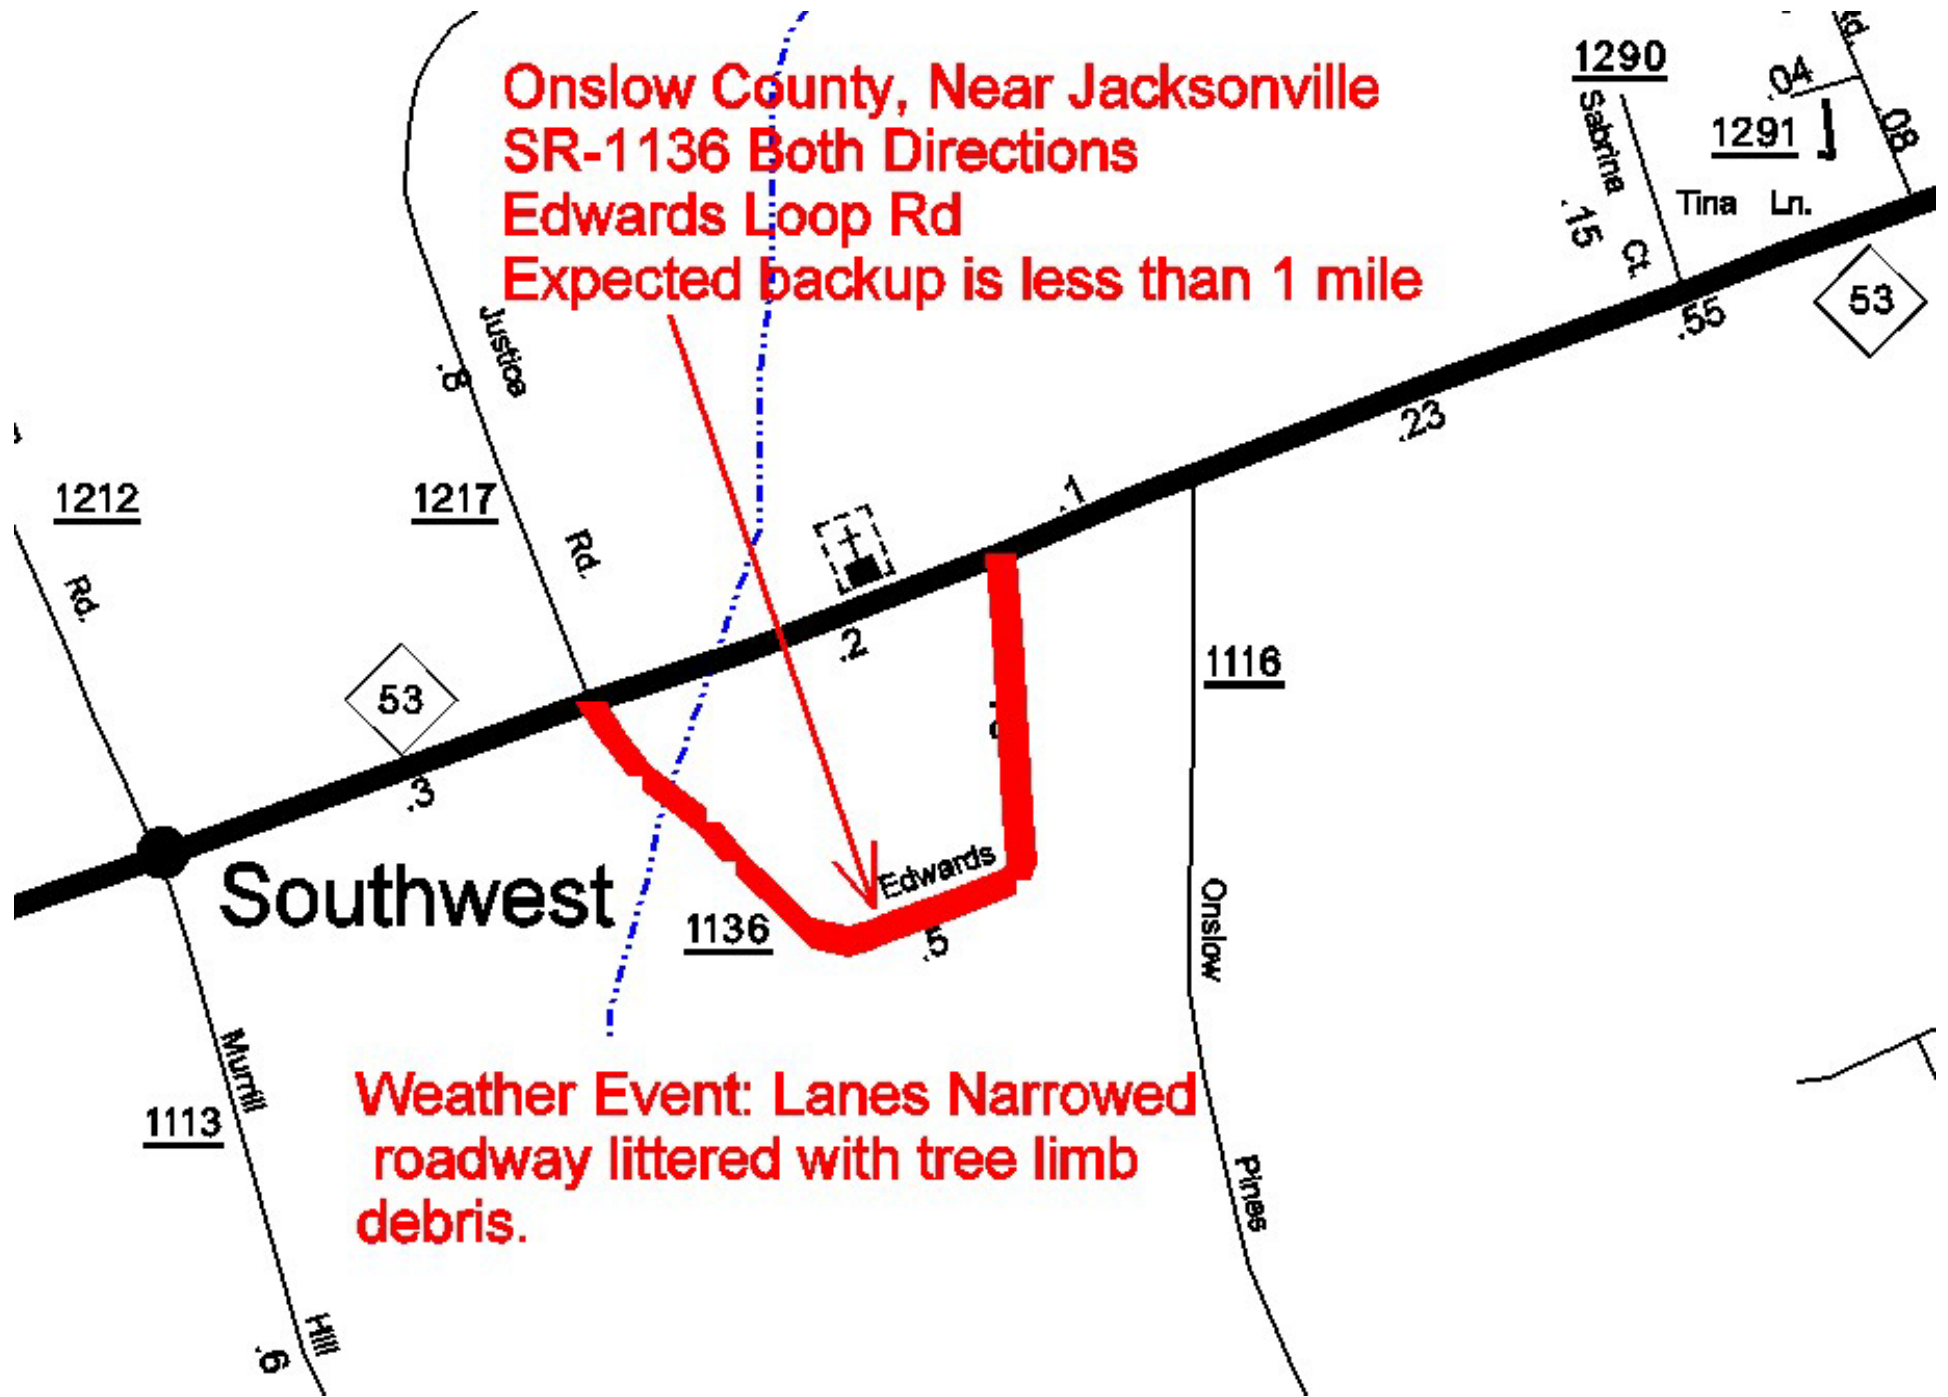 Onslow County, Near Jacksonville
SR-1136 Both Directions
Edwards Loop Rd
Expected backup is less than 1 mile
1290
Sabrina Ct.
.15
.04
1291
Tina Ln.
Rd.
.08
53
.55
.23
.1
Justice Rd.
.8
1217
1212
Rd.
53
.3
.2
1116
Onslow Pines
Southwest
1136
Edwards
.5
Murrill Hill
1113
.6
Weather Event: Lanes Narrowed
roadway littered with tree limb
debris.